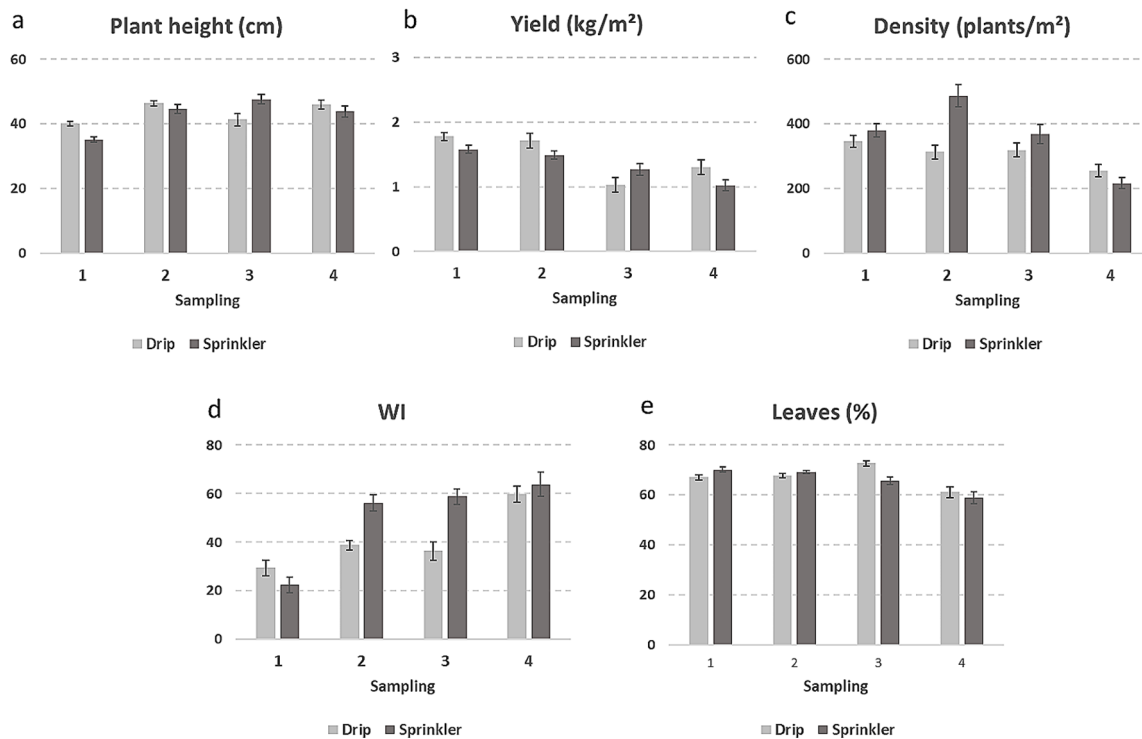 a
Plant height (cm)
60
40
20
0
1 2 3 4
Sampling
Drip Sprinkler
b
Yield (kg/m²)
3
2
1
0
1 2 3 4
Sampling
Drip Sprinkler
c
Density (plants/m²)
600
400
200
0
1 2 3 4
Sampling
Drip Sprinkler
d
WI
80
60
40
20
0
1 2 3 4
Sampling
Drip Sprinkler
e
Leaves (%)
80
60
40
20
0
1 2 3 4
Sampling
Drip Sprinkler